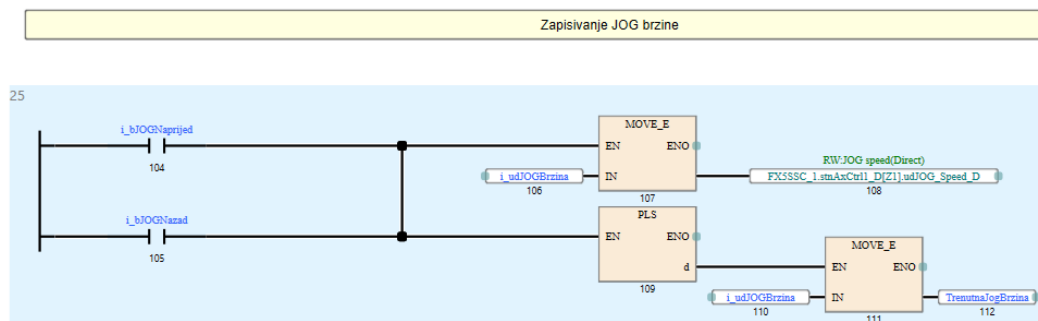 Zapisivanje JOG brzine
25
i_bJOGNaprijed
104
MOVE_E
EN ENO
RW:JOG speed(Direct)
i_udJOGBrzina
IN
FX5SSC_1.stnAxCtrl1_D[Z1].udJOG_Speed_D
106
107
108
i_bJOGNazad
105
PLS
EN ENO
d
109
MOVE_E
EN ENO
i_udJOGBrzina
IN
TrenutnaJogBrzina
110
111
112